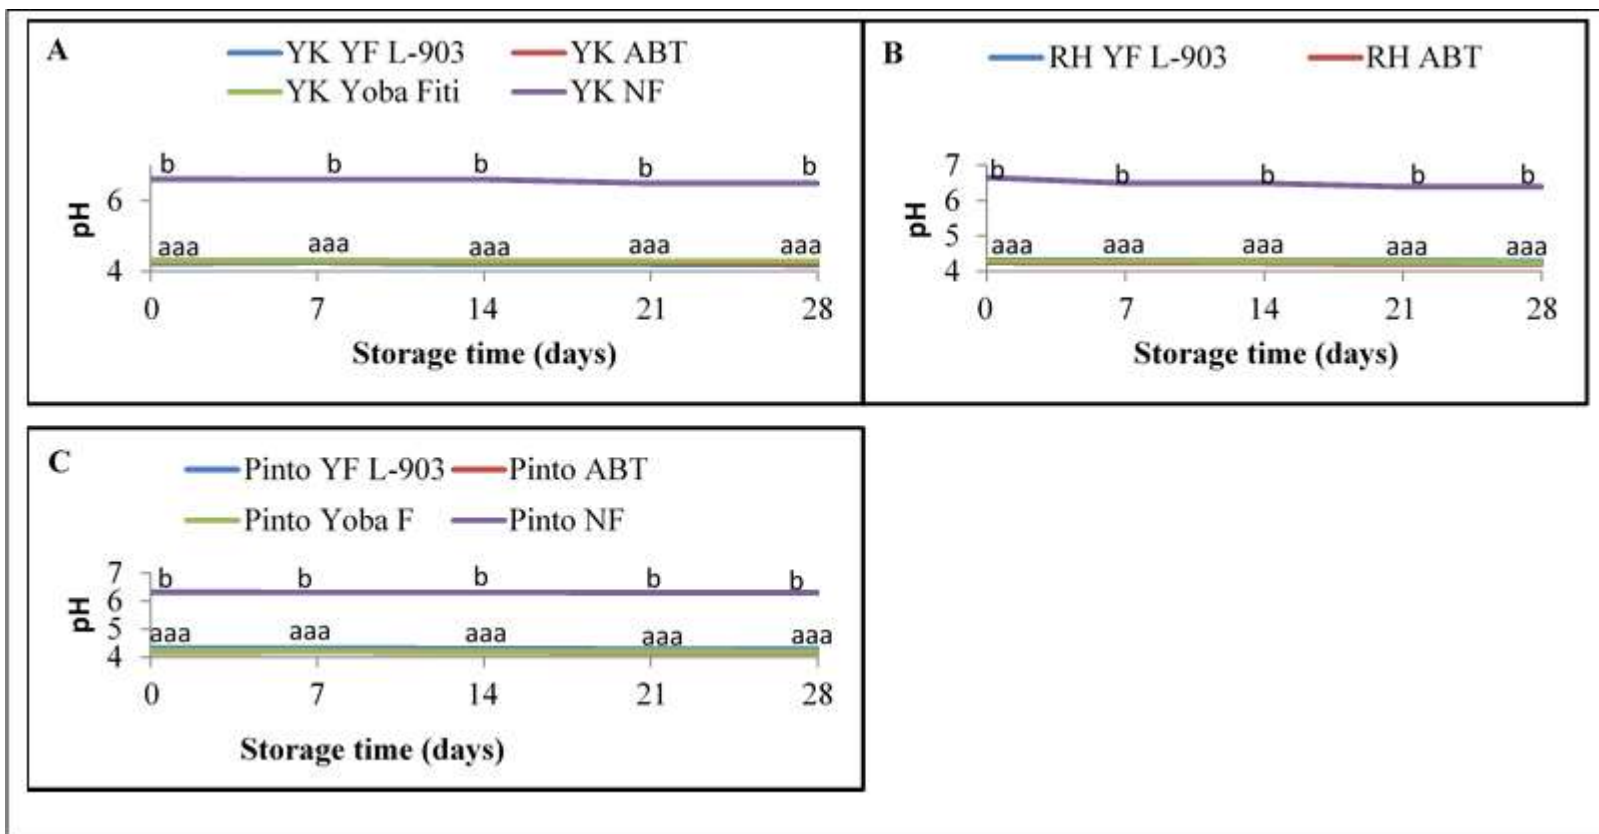 A
YK YF L-903 YK ABT
YK Yoba Fiti YK NF
b b b b b
6
pH
aaa aaa aaa aaa aaa
4
0 7 14 21 28
Storage time (days)
B
RH YF L-903 RH ABT
7
b b b b b
6
pH
5
aaa aaa aaa aaa aaa
4
0 7 14 21 28
Storage time (days)
C
Pinto YF L-903 Pinto ABT
Pinto Yoba F Pinto NF
7
b b b b b
6
pH
5
aaa aaa aaa aaa aaa
4
0 7 14 21 28
Storage time (days)